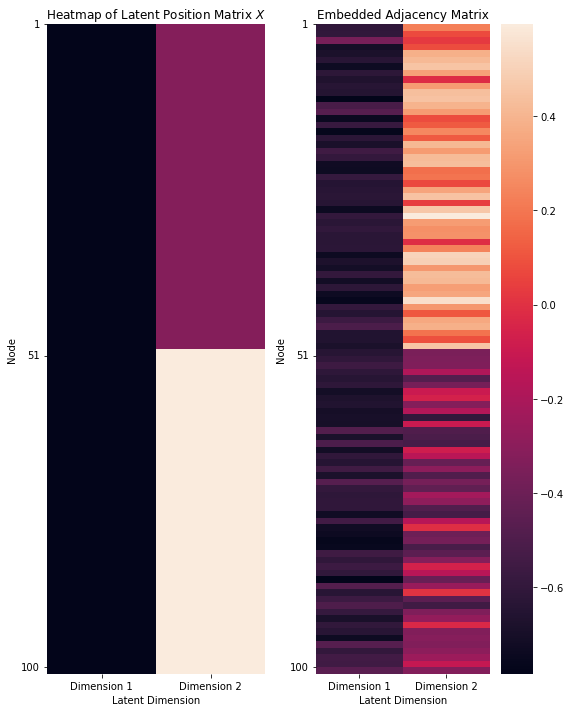 Heatmap of Latent Position Matrix X
Embedded Adjacency Matrix
1
51
100
Node
Dimension 1
Dimension 2
Latent Dimension
1
51
100
Node
Dimension 1
Dimension 2
Latent Dimension
0.4
0.2
0.0
−0.2
−0.4
−0.6